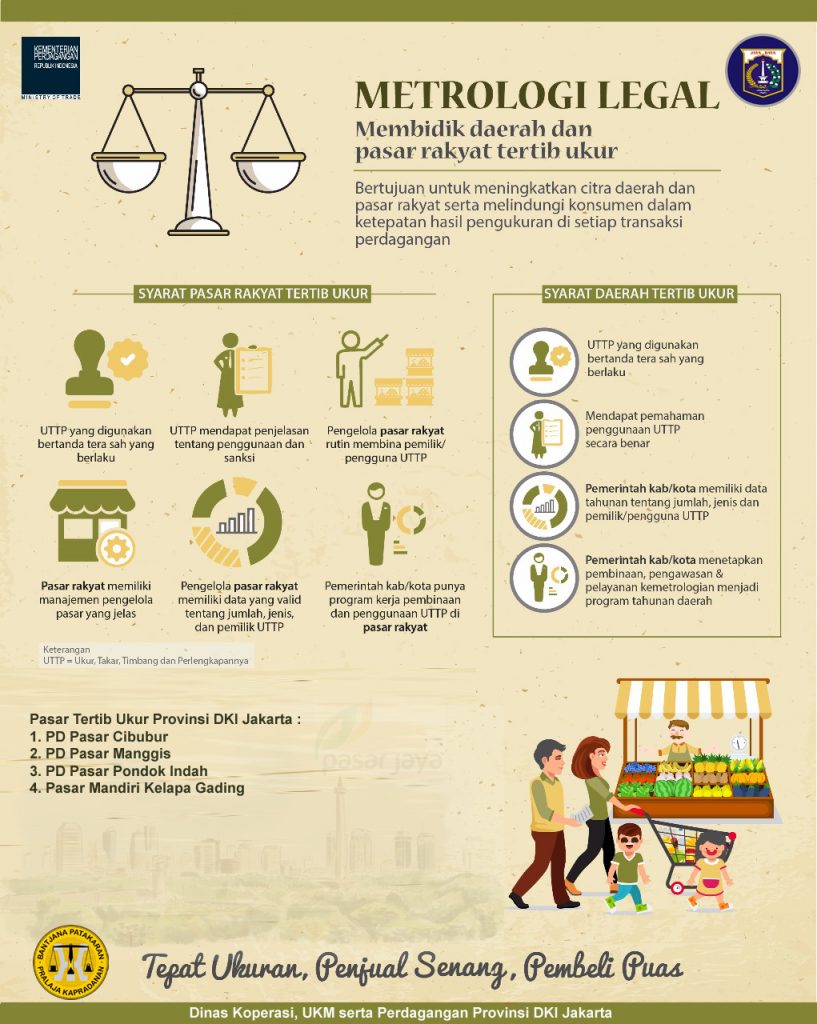 KEMENTERIAN
PERDAGANGAN
REPUBLIK INDONESIA
MINISTRY OF TRADE
JAYA RAYA
METROLOGI LEGAL
Membidik daerah dan
pasar rakyat tertib ukur
Bertujuan untuk meningkatkan citra daerah dan
pasar rakyat serta melindungi konsumen dalam
ketepatan hasil pengukuran di setiap transaksi
perdagangan
SYARAT PASAR RAKYAT TERTIB UKUR
UTTP yang digunakan
bertanda tera sah yang
berlaku
UTTP mendapat penjelasan
tentang penggunaan dan
sanksi
Pengelola pasar rakyat
rutin membina pemilik/
pengguna UTTP
Pasar rakyat memiliki
manajemen pengelola
pasar yang jelas
Pengelola pasar rakyat
memiliki data yang valid
tentang jumlah, jenis,
dan pemilik UTTP
Pemerintah kab/kota punya
program kerja pembinaan
dan penggunaan UTTP di
pasar rakyat
Keterangan
UTTP = Ukur, Takar, Timbang dan Perlengkapannya
SYARAT DAERAH TERTIB UKUR
UTTP yang digunakan
bertanda tera sah yang
berlaku
Mendapat pemahaman
penggunaan UTTP
secara benar
Pemerintah kab/kota memiliki data
tahunan tentang jumlah, jenis dan
pemilik/pengguna UTTP
Pemerintah kab/kota menetapkan
pembinaan, pengawasan &
pelayanan kemetrologian menjadi
program tahunan daerah
Pasar Tertib Ukur Provinsi DKI Jakarta :
1. PD Pasar Cibubur
2. PD Pasar Manggis
3. PD Pasar Pondok Indah
4. Pasar Mandiri Kelapa Gading
pasar jaya
BANTJANA PATAKARAN
PRALAJA KAPRADANAN
Tepat Ukuran, Penjual Senang, Pembeli Puas
Dinas Koperasi, UKM serta Perdagangan Provinsi DKI Jakarta